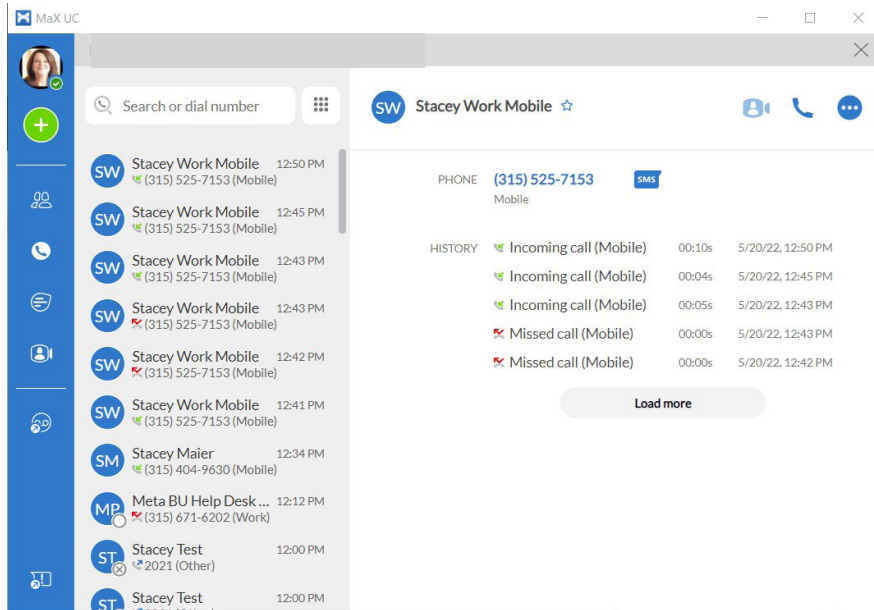 MaX UC
Search or dial number
SW
Stacey Work Mobile
12:50 PM
(315) 525-7153 (Mobile)
SW
Stacey Work Mobile
12:45 PM
(315) 525-7153 (Mobile)
SW
Stacey Work Mobile
12:43 PM
(315) 525-7153 (Mobile)
SW
Stacey Work Mobile
12:43 PM
(315) 525-7153 (Mobile)
SW
Stacey Work Mobile
12:42 PM
(315) 525-7153 (Mobile)
SW
Stacey Work Mobile
12:41 PM
(315) 525-7153 (Mobile)
SM
Stacey Maier
12:34 PM
(315) 404-9630 (Mobile)
MP
Meta BU Help Desk ...
12:12 PM
(315) 671-6202 (Work)
ST
Stacey Test
12:00 PM
2021 (Other)
ST
Stacey Test
12:00 PM
SW
Stacey Work Mobile
PHONE
(315) 525-7153
SMS
Mobile
HISTORY
Incoming call (Mobile) 00:10s 5/20/22, 12:50 PM
Incoming call (Mobile) 00:04s 5/20/22, 12:45 PM
Incoming call (Mobile) 00:05s 5/20/22, 12:43 PM
Missed call (Mobile) 00:00s 5/20/22, 12:43 PM
Missed call (Mobile) 00:00s 5/20/22, 12:42 PM
Load more